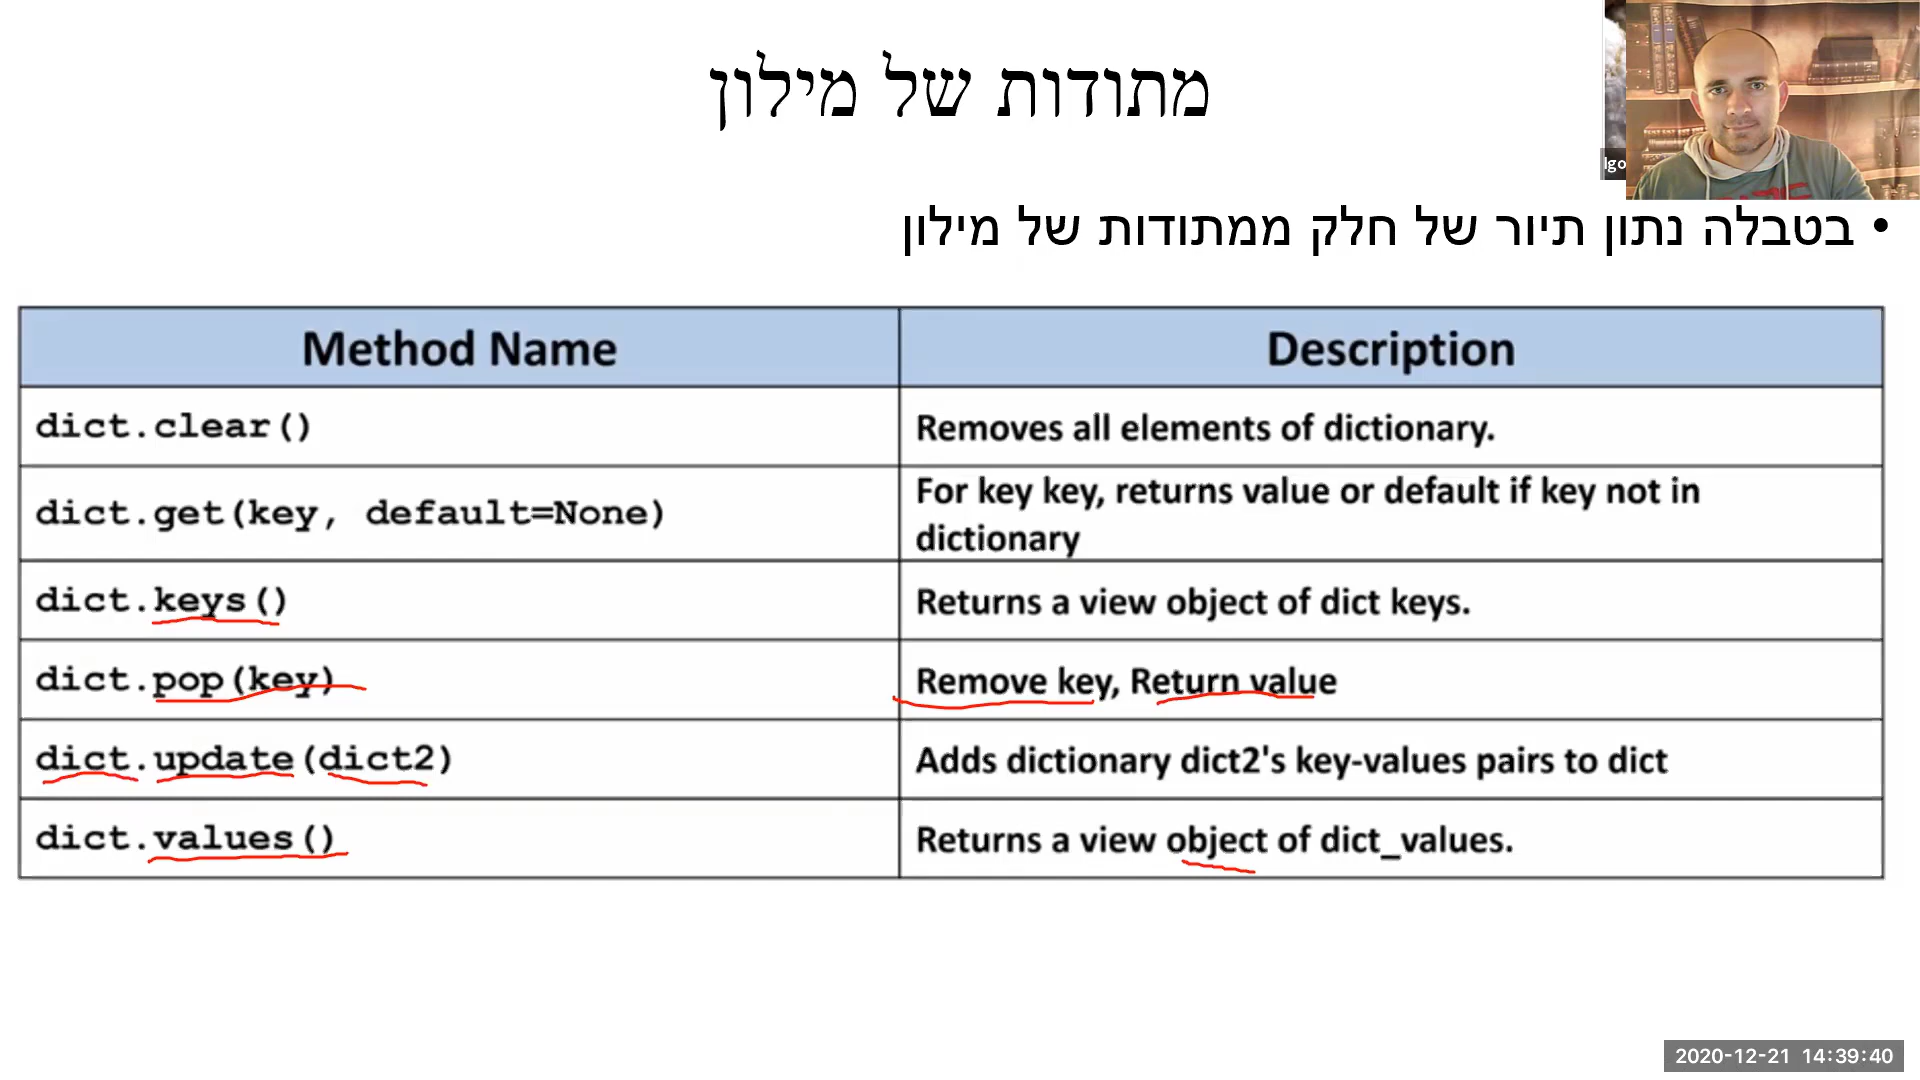 מתודות של מילון
Igo
• בטבלה נתון תיור של חלק ממתודות של מילון
Method Name Description
dict.clear() Removes all elements of dictionary.
dict.get(key, default=None) For key key, returns value or default if key not in
dictionary
dict.keys() Returns a view object of dict keys.
dict.pop(key) Remove key, Return value
dict.update(dict2) Adds dictionary dict2's key-values pairs to dict
dict.values() Returns a view object of dict_values.
2020-12-21 14:39:40